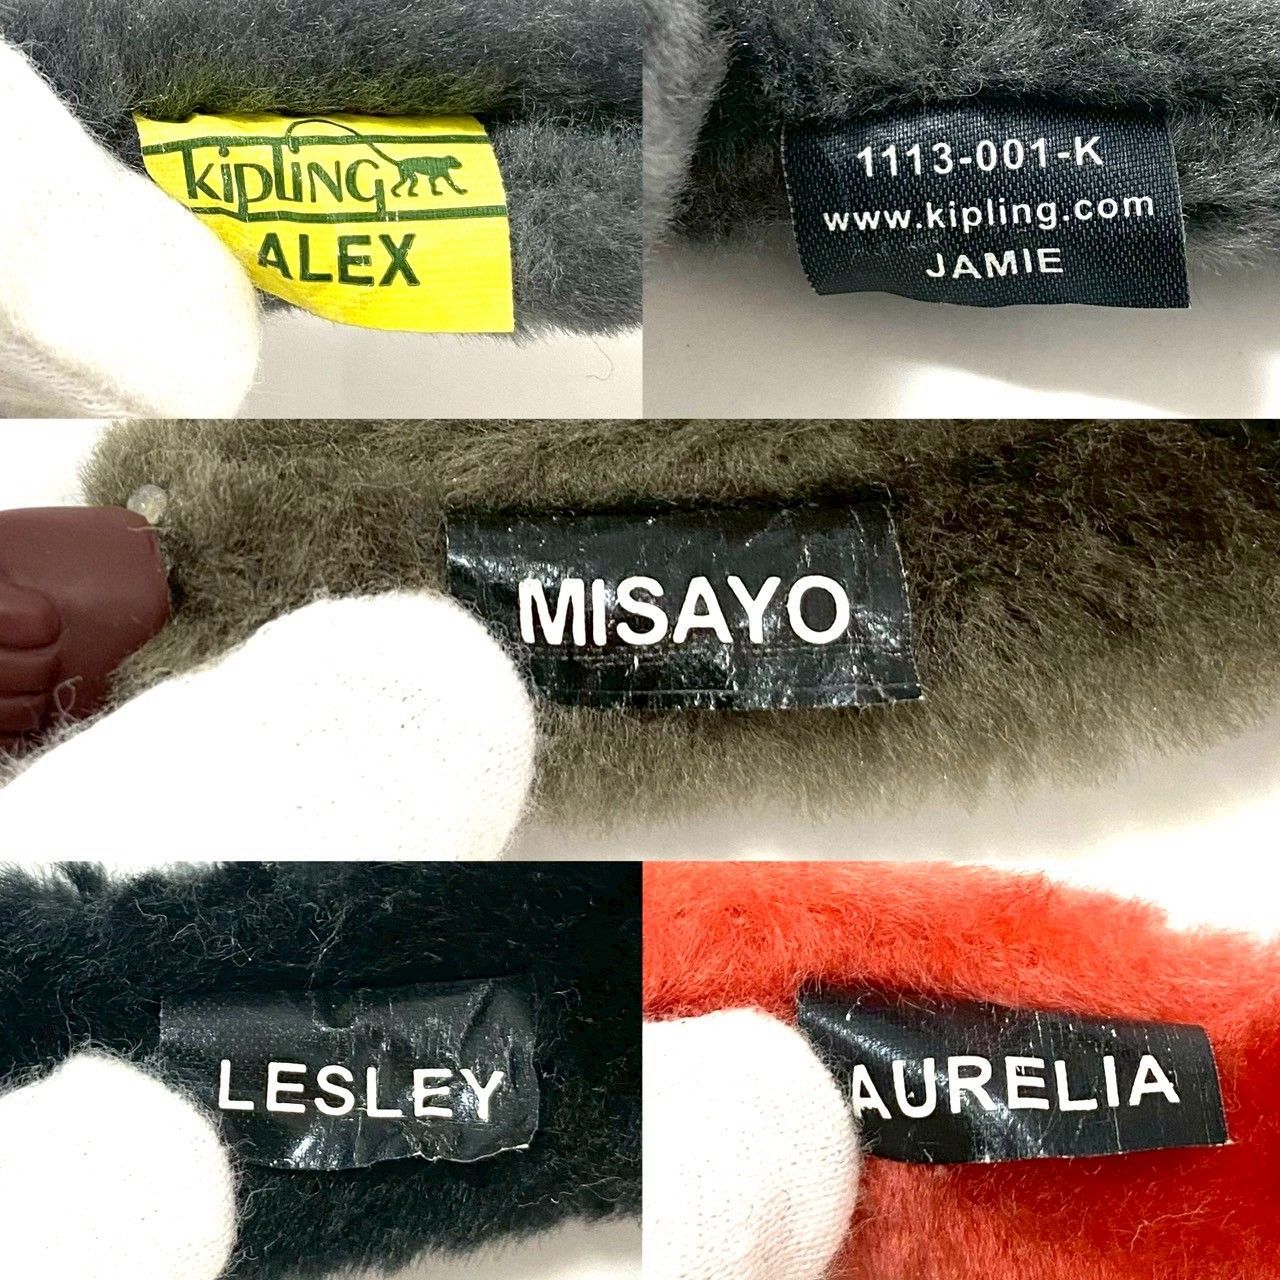 KipLING
ALEX
1113-001-K
www.kipling.com
JAMIE
MISAYO
LESLEY
AURELIA